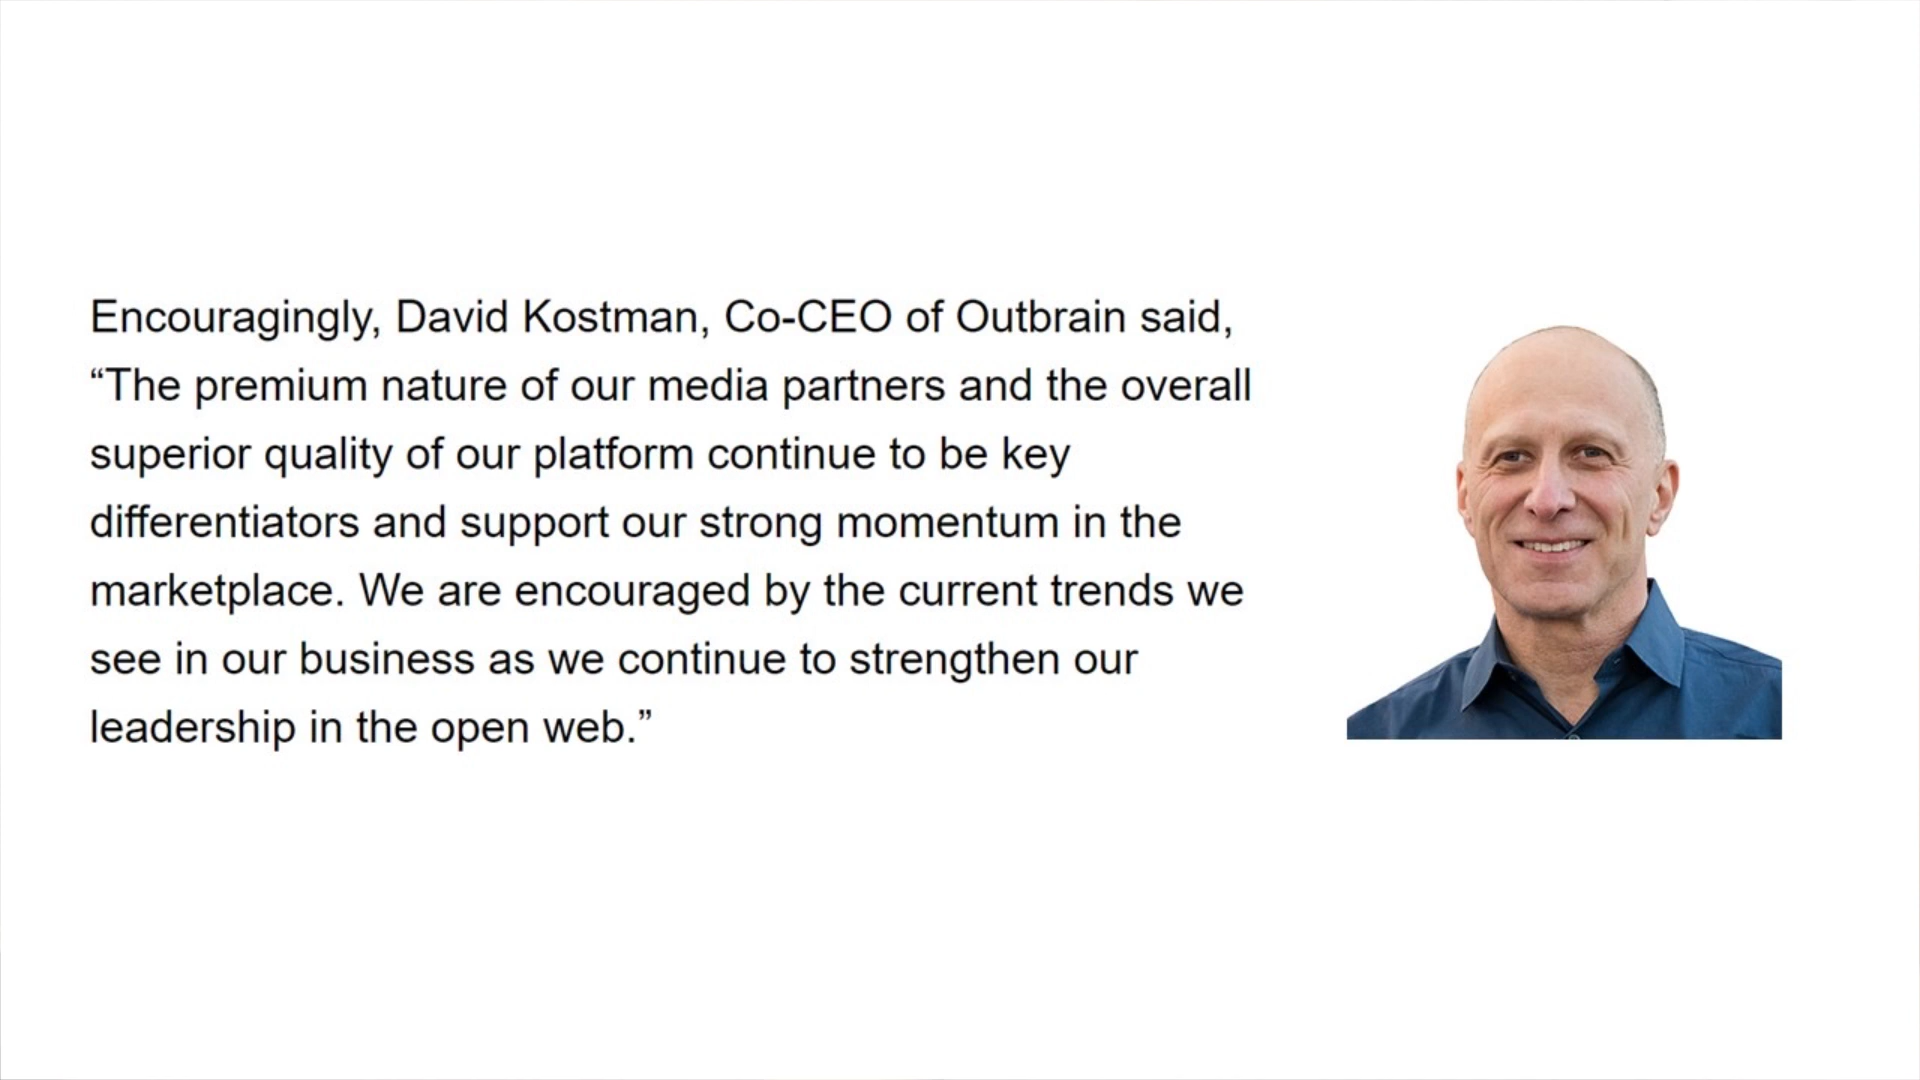 Encouragingly, David Kostman, Co-CEO of Outbrain said,
“The premium nature of our media partners and the overall
superior quality of our platform continue to be key
differentiators and support our strong momentum in the
marketplace. We are encouraged by the current trends we
see in our business as we continue to strengthen our
leadership in the open web.”